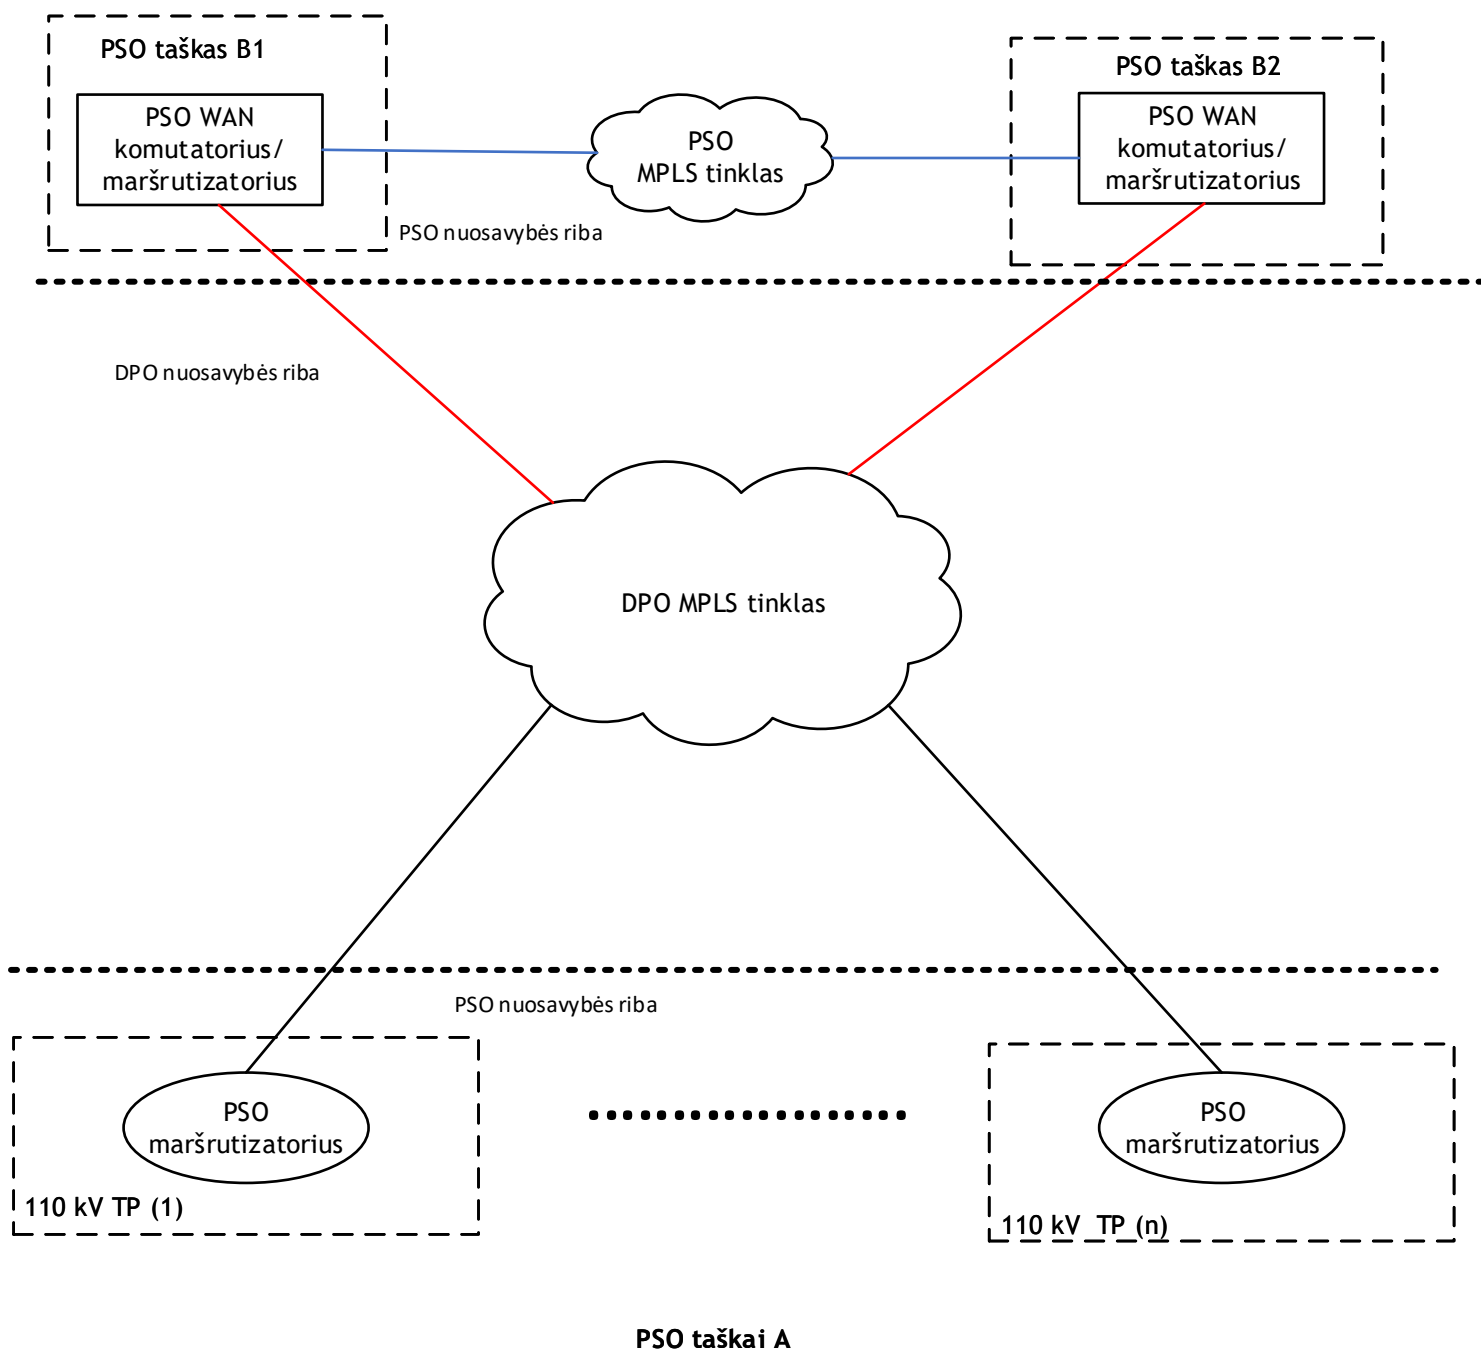 PSO taškas B1
PSO WAN
komutatorius/
maršrutizatorius
PSO
MPLS tinklas
PSO taškas B2
PSO WAN
komutatorius/
maršrutizatorius
PSO nuosavybės riba
DPO nuosavybės riba
DPO MPLS tinklas
PSO nuosavybės riba
PSO
maršrutizatorius
110 kV TP (1)
PSO
maršrutizatorius
110 kV TP (n)
PSO taškai A